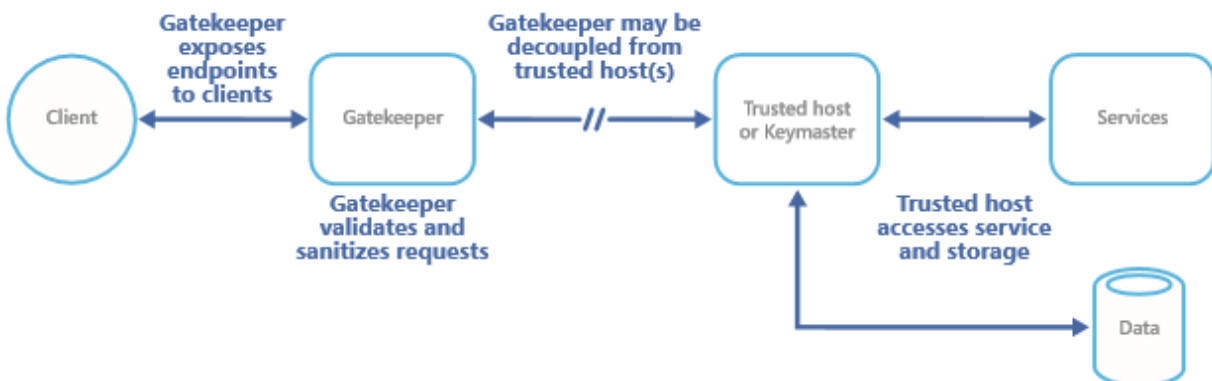 Gatekeeper
exposes
endpoints
to clients
Gatekeeper may be
decoupled from
trusted host(s)
Client
Gatekeeper
//
Trusted host
or Keymaster
Services
Gatekeeper
validates and
sanitizes requests
Trusted host
accesses service
and storage
Data